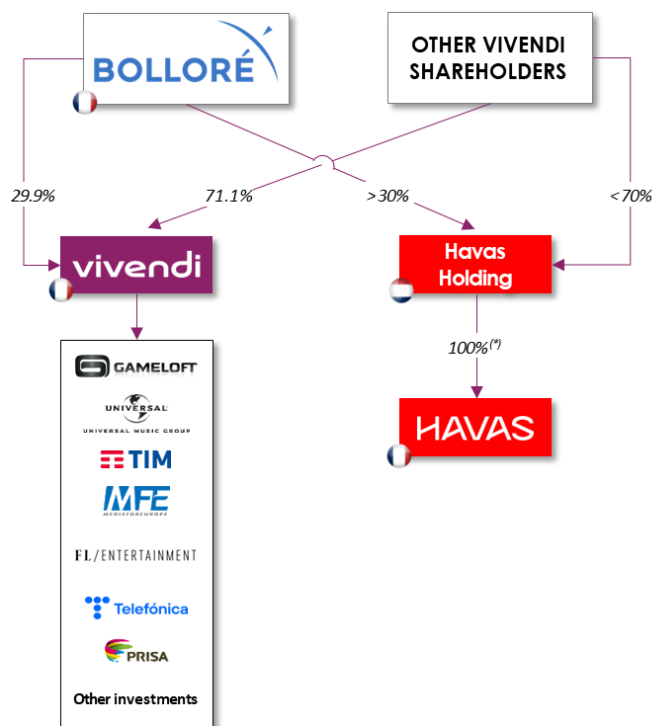 BOLLORÉ
OTHER VIVENDI
SHAREHOLDERS
29.9%
71.1%
>30%
<70%
vivendi
Havas
Holding
100%(*)
HAVAS
GAMELOFT
UNIVERSAL
UNIVERSAL MUSIC GROUP
TIM
MFE
MEDIAFOREUROPE
FL/ENTERTAINMENT
Telefónica
PRISA
Other investments